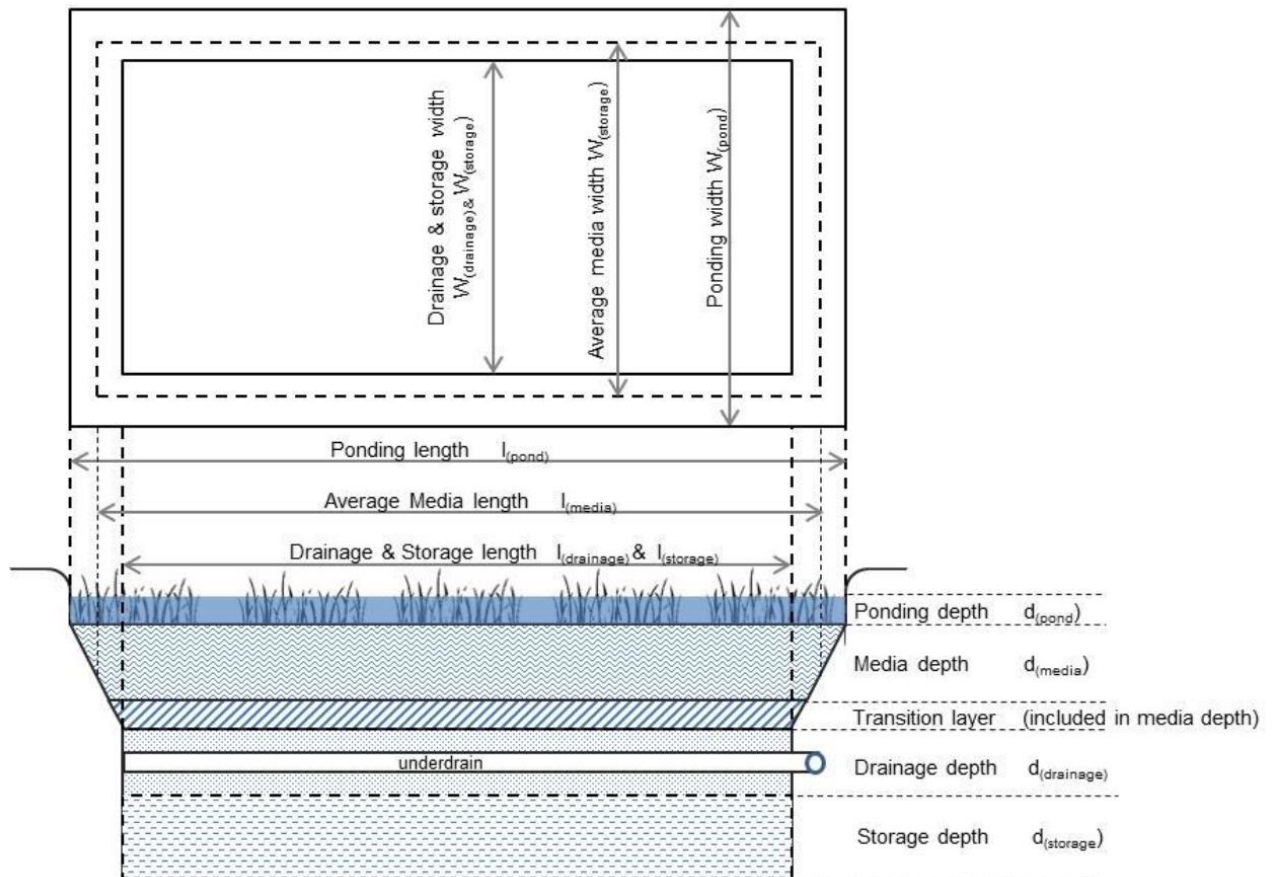 Drainage & storage width
W(drainage)& W(storage)
Average media width W(storage)
Ponding width W(pond)
Ponding length l(pond)
Average Media length l(media)
Drainage & Storage length l(drainage)& l(storage)
Ponding depth d(pond)
Media depth d(media)
Transition layer (included in media depth)
underdrain
Drainage depth d(drainage)
Storage depth d(storage)